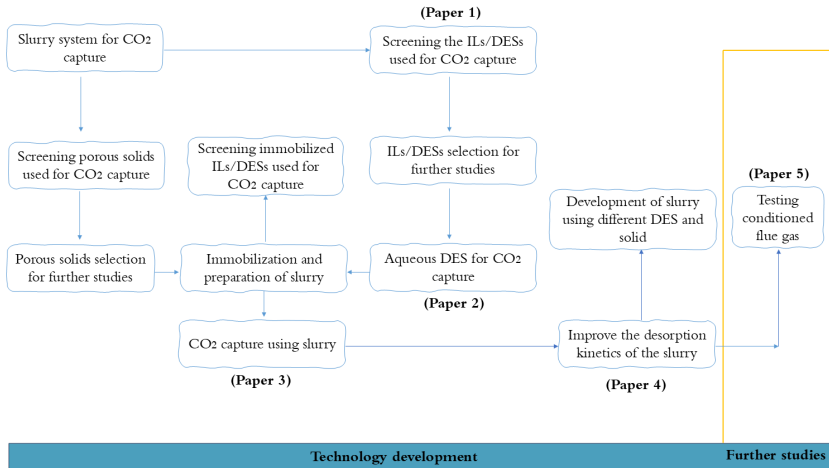 (Paper 1)
Slurry system for CO2
capture
Screening the ILs/DESs
used for CO2 capture
Screening porous solids
used for CO2 capture
Screening immobilized
ILs/DESs used for
CO2 capture
ILs/DESs selection for
further studies
(Paper 5)
Development of slurry
using different DES and
solid
Testing
conditioned
flue gas
Porous solids selection
for further studies
Immobilization and
preparation of slurry
Aqueous DES for CO2
capture
(Paper 2)
CO2 capture using slurry
(Paper 3)
Improve the desorption
kinetics of the slurry
(Paper 4)
Technology development
Further studies